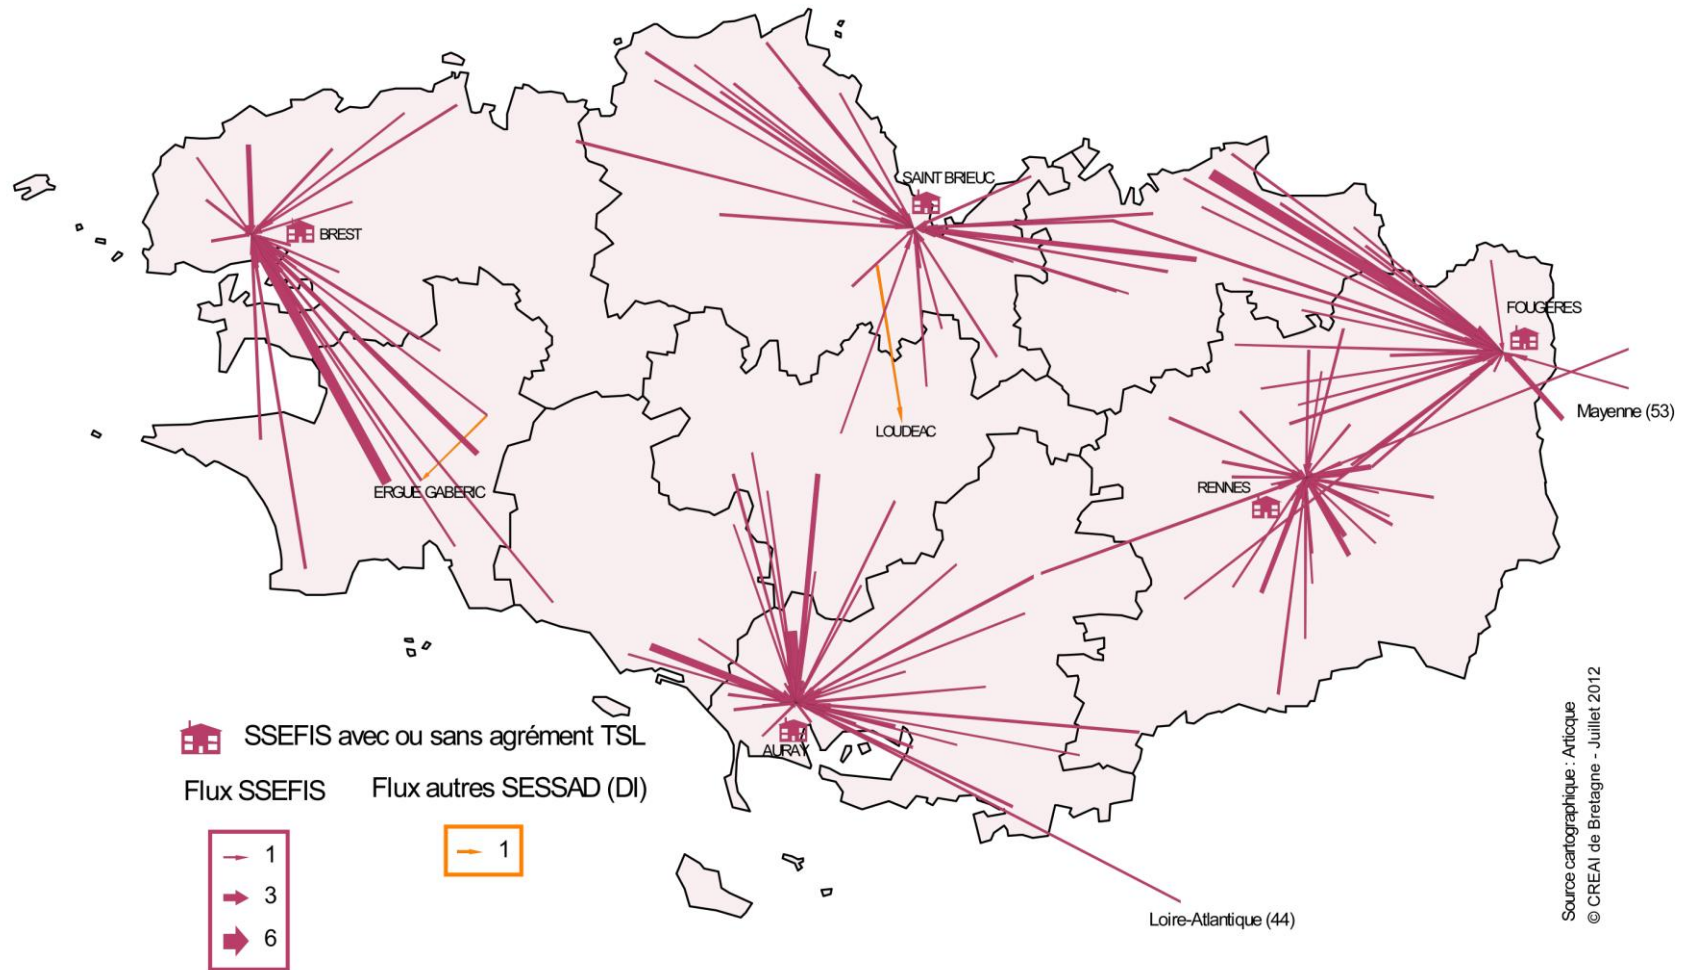 SAINT BRIEUC
BREST
FOUGERES
Mayenne (53)
LOUDEAC
RENNES
ERGUE GABERIC
AURAY
SSEFIS avec ou sans agrément TSL
Flux SSEFIS
Flux autres SESSAD (DI)
1
3
6
1
Loire-Atlantique (44)
Source cartographique : Articque
© CREAI de Bretagne - Juillet 2012